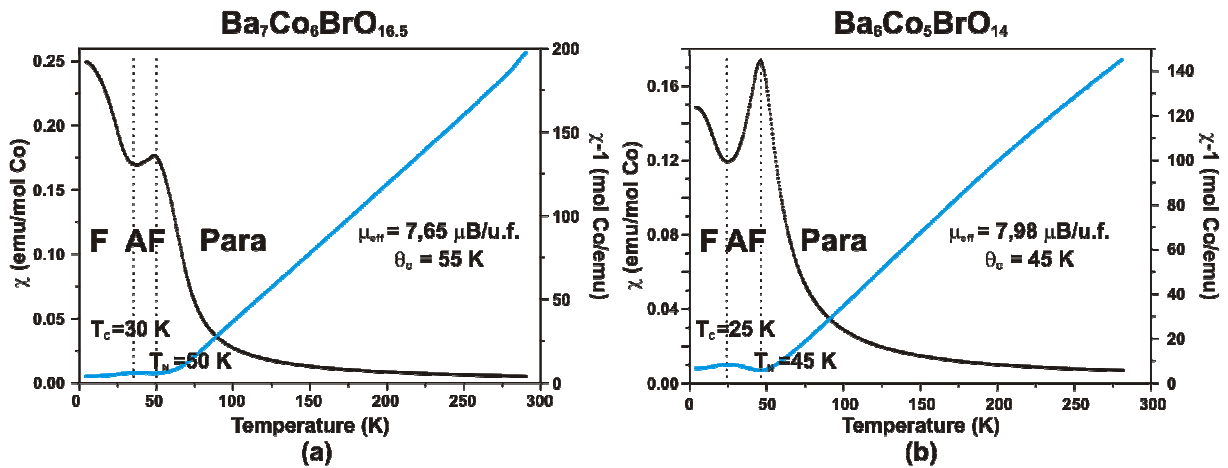 Ba₇Co₆BrO₁₆.₅
0.25
0.20
0.15
0.10
0.05
0.00
χ (emu/mol Co)
200
150
100
50
0
χ-1 (mol Co/emu)
F AF Para
μeff = 7,65 μB/u.f.
θυ = 55 K
Tc=30 K
TN=50 K
0 50 100 150 200 250 300
Temperature (K)
(a)
Ba₆Co₅BrO₁₄
0.16
0.12
0.08
0.04
0.00
χ (emu/mol Co)
140
120
100
80
60
40
20
0
χ-1 (mol Co/emu)
F AF Para
μeff = 7,98 μB/u.f.
θυ = 45 K
Tc=25 K
TN=45 K
0 50 100 150 200 250 300
Temperature (K)
(b)